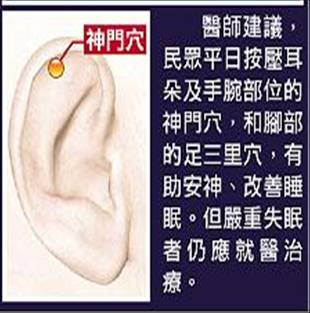 神門穴
醫師建議，
民眾平日按壓耳
朵及手腕部位的
神門穴，和腳部
的足三里穴，有
助安神、改善睡
眠。但嚴重失眠
者仍應就醫治
療。